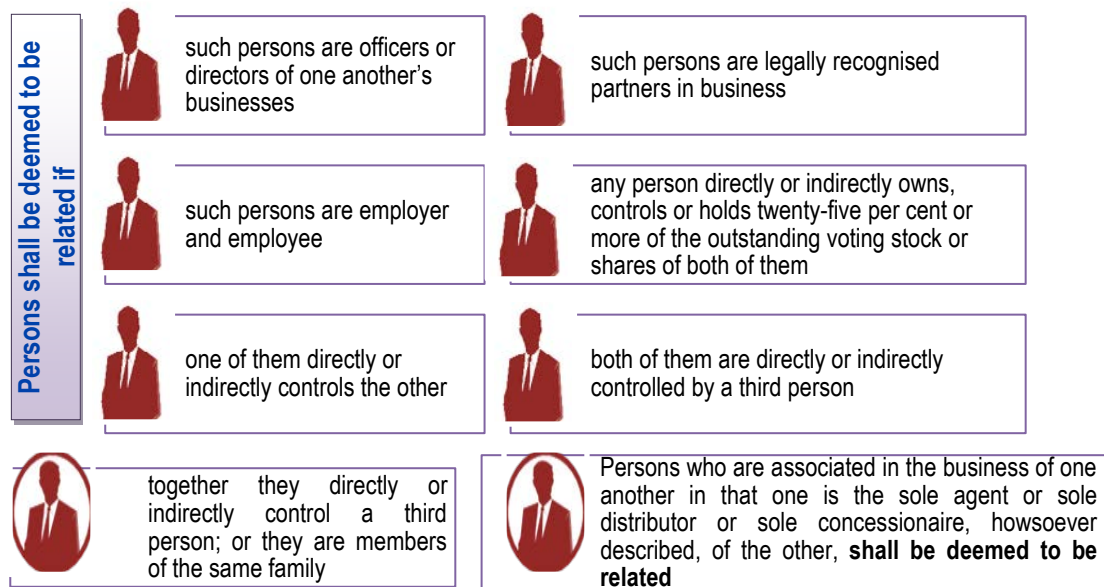 Persons shall be deemed to be
related if
such persons are officers or
directors of one another’s
businesses
such persons are legally recognised
partners in business
such persons are employer
and employee
any person directly or indirectly owns,
controls or holds twenty-five per cent or
more of the outstanding voting stock or
shares of both of them
one of them directly or
indirectly controls the other
both of them are directly or indirectly
controlled by a third person
together they directly or
indirectly control a third
person; or they are members
of the same family
Persons who are associated in the business of one
another in that one is the sole agent or sole
distributor or sole concessionaire, howsoever
described, of the other, shall be deemed to be
related